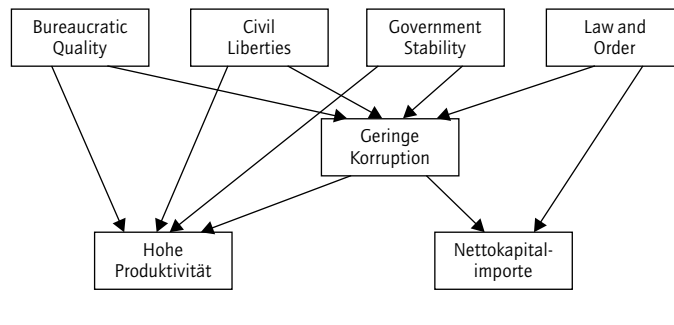 Bureaucratic
Quality
Civil
Liberties
Government
Stability
Law and
Order
Geringe
Korruption
Hohe
Produktivität
Nettokapital-
importe